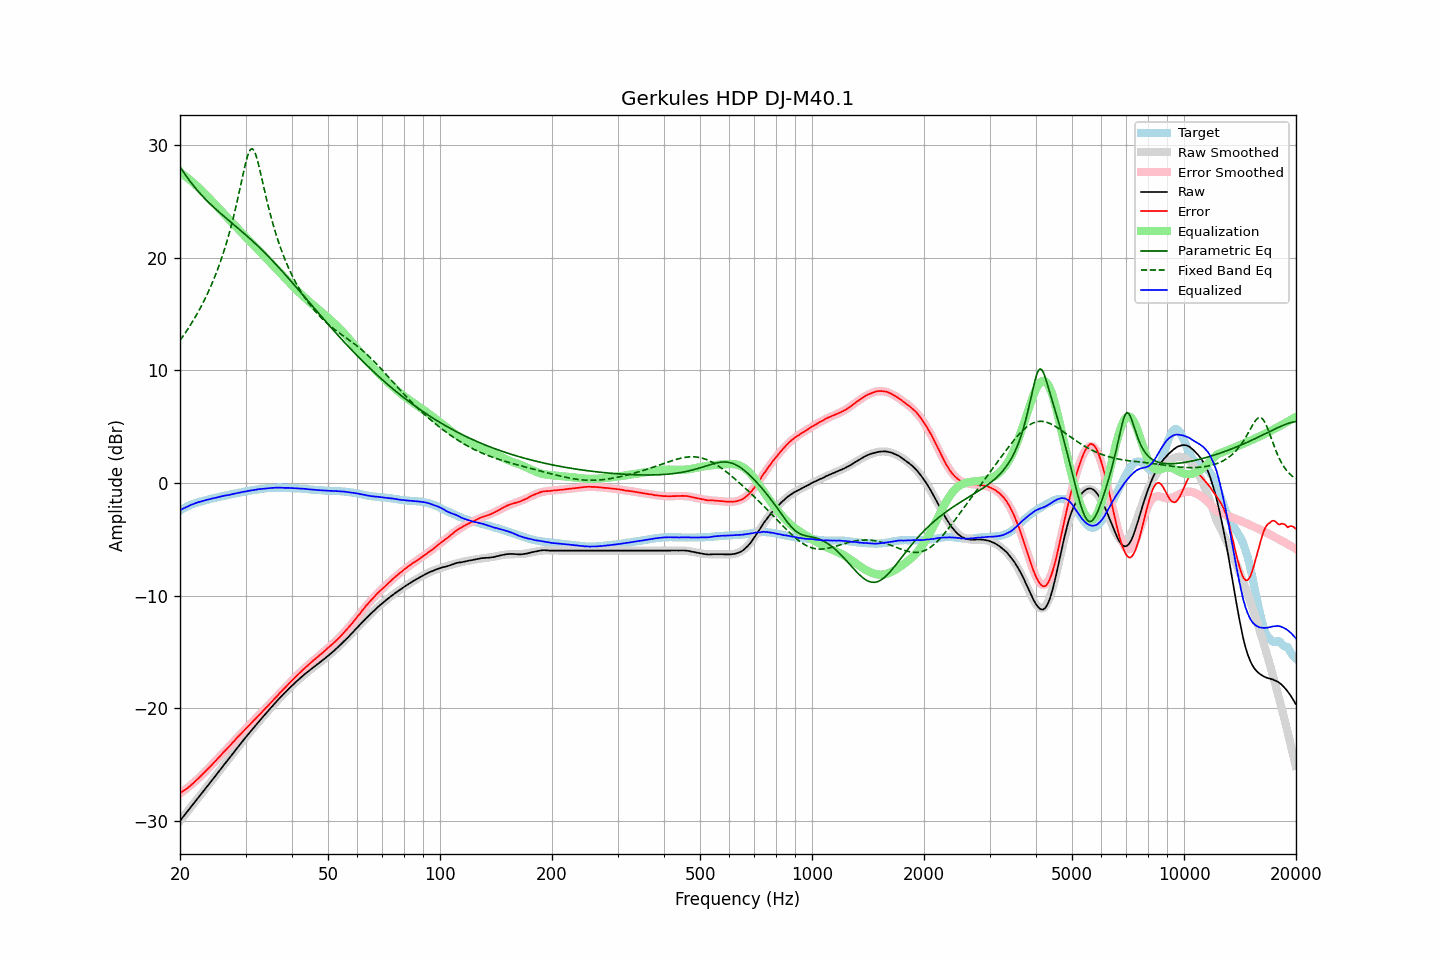 Gerkules HDP DJ-M40.1
Target
Raw Smoothed
Error Smoothed
Raw
Error
Equalization
Parametric Eq
Fixed Band Eq
Equalized
30
20
10
0
−10
−20
−30
Amplitude (dBr)
20 50 100 200 500 1000 2000 5000 10000 20000
Frequency (Hz)